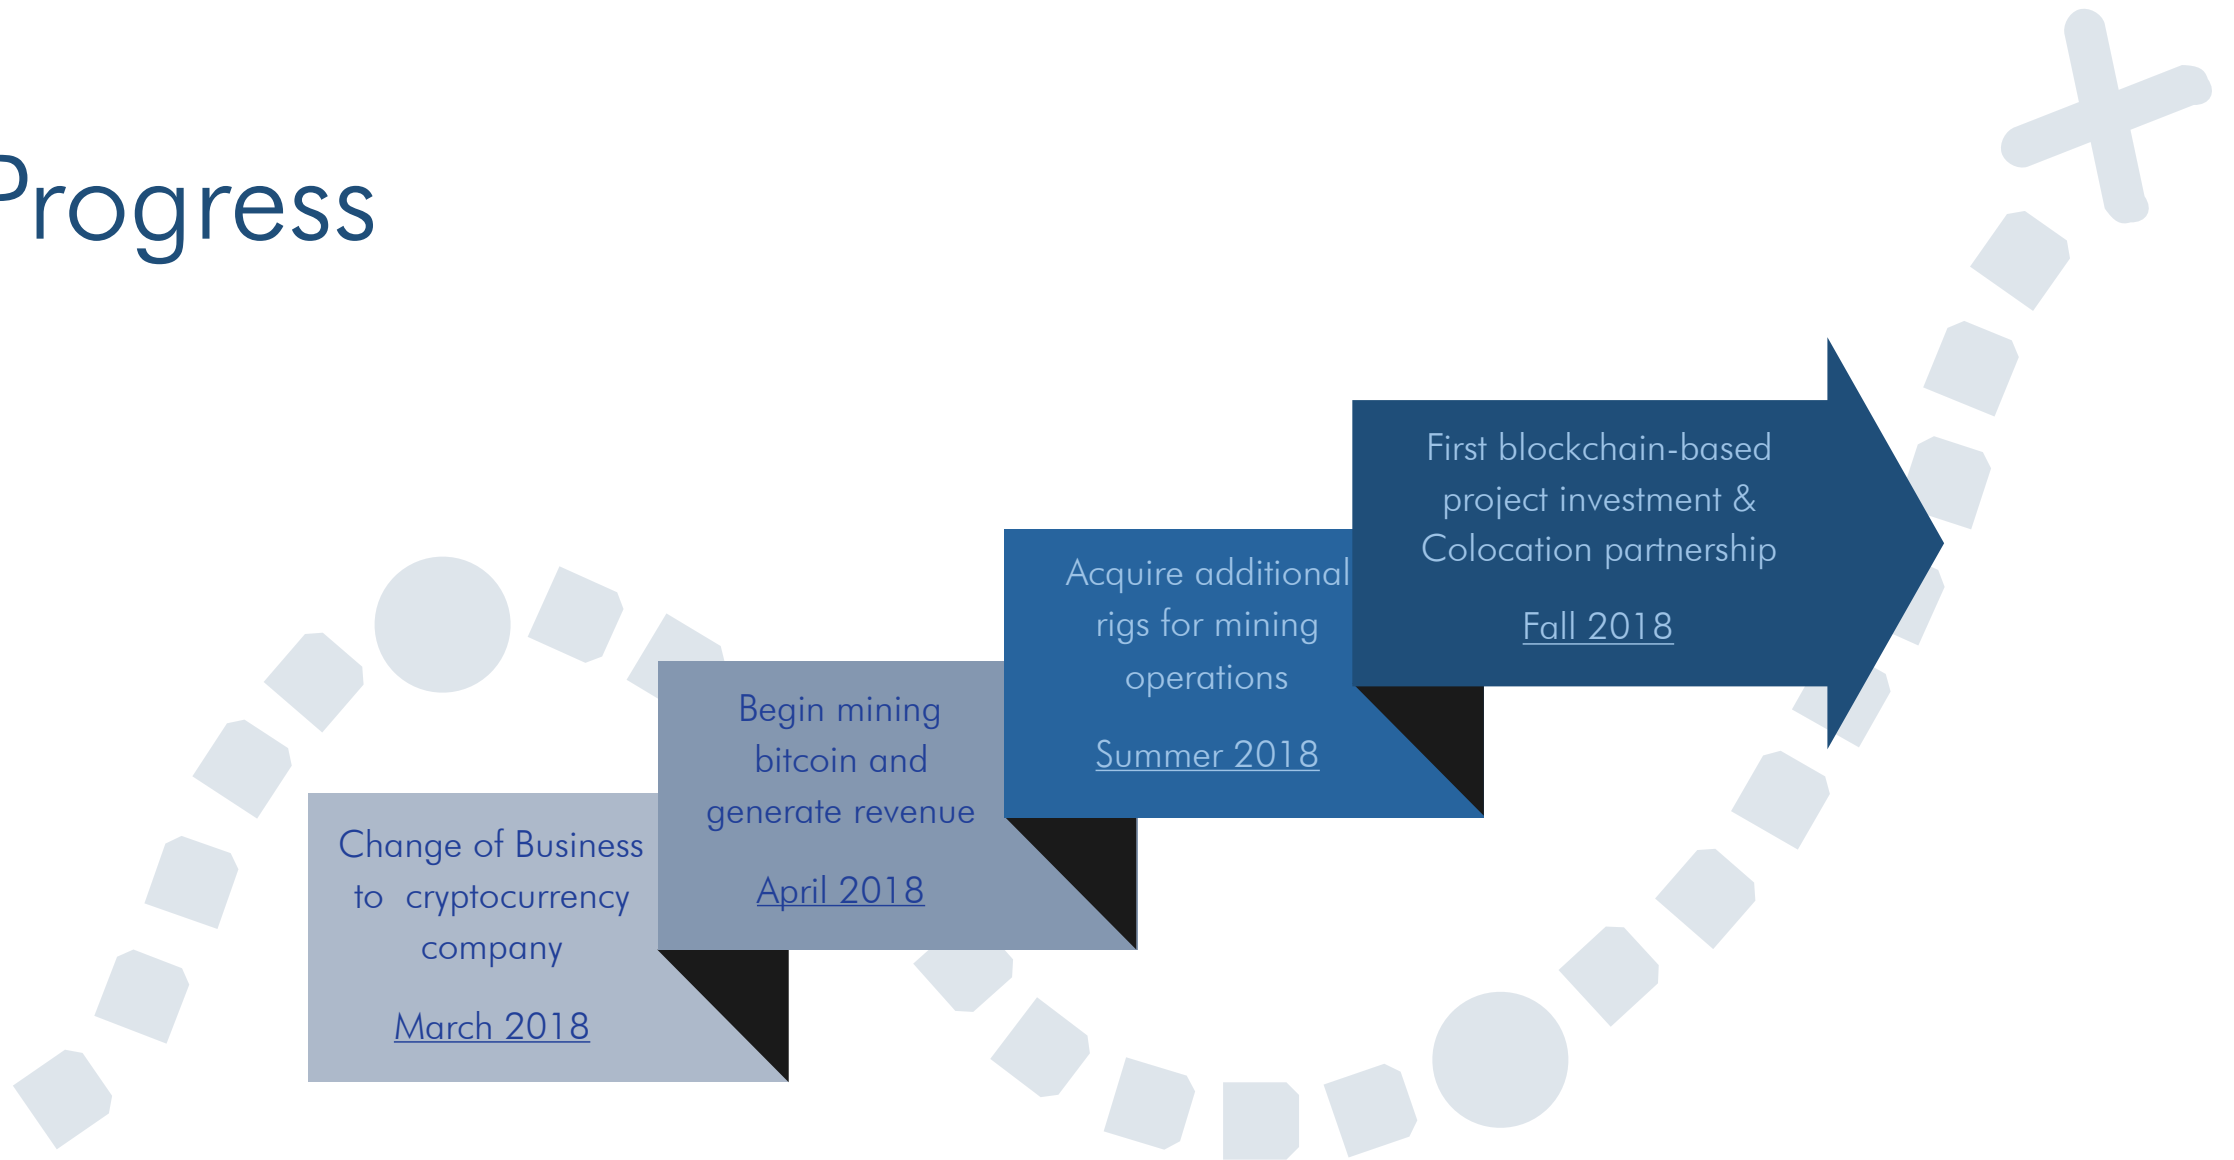 Progress
Change of Business
to cryptocurrency
company
March 2018
Begin mining
bitcoin and
generate revenue
April 2018
Acquire additional
rigs for mining
operations
Summer 2018
First blockchain-based
project investment &
Colocation partnership
Fall 2018